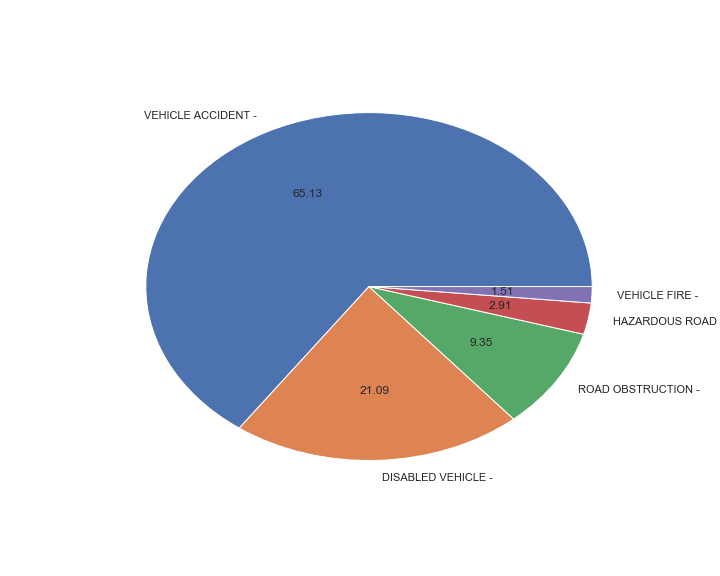 VEHICLE ACCIDENT -
65.13
1.51
VEHICLE FIRE -
2.91
HAZARDOUS ROAD
9.35
ROAD OBSTRUCTION -
21.09
DISABLED VEHICLE -